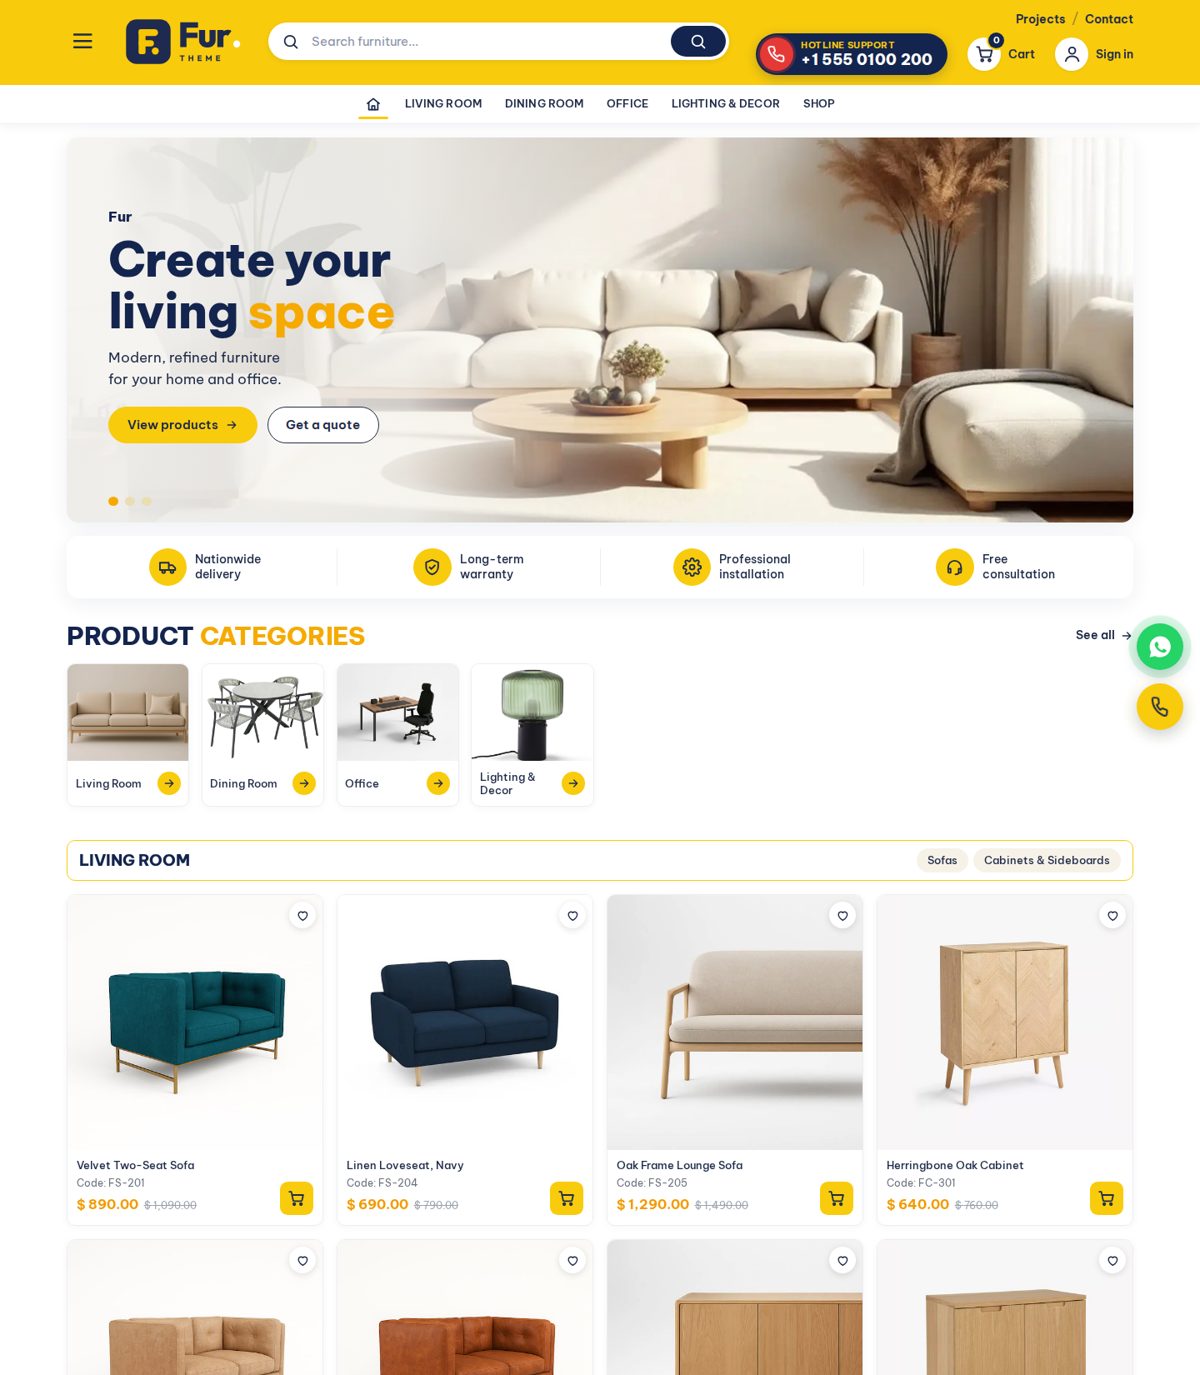 Projects / Contact
Fur
THEME
Search furniture...
HOTLINE SUPPORT
+1 555 0100 200
0
Cart
Sign in
LIVING ROOM
DINING ROOM
OFFICE
LIGHTING & DECOR
SHOP
Fur
Create your
living space
Modern, refined furniture
for your home and office.
View products
Get a quote
Nationwide
delivery
Long-term
warranty
Professional
installation
Free
consultation
PRODUCT CATEGORIES
See all
Living Room
Dining Room
Office
Lighting &
Decor
LIVING ROOM
Sofas
Cabinets & Sideboards
Velvet Two-Seat Sofa
Code: FS-201
$ 890.00 $ 1,090.00
Linen Loveseat, Navy
Code: FS-204
$ 690.00 $ 790.00
Oak Frame Lounge Sofa
Code: FS-205
$ 1,290.00 $ 1,490.00
Herringbone Oak Cabinet
Code: FC-301
$ 640.00 $ 760.00